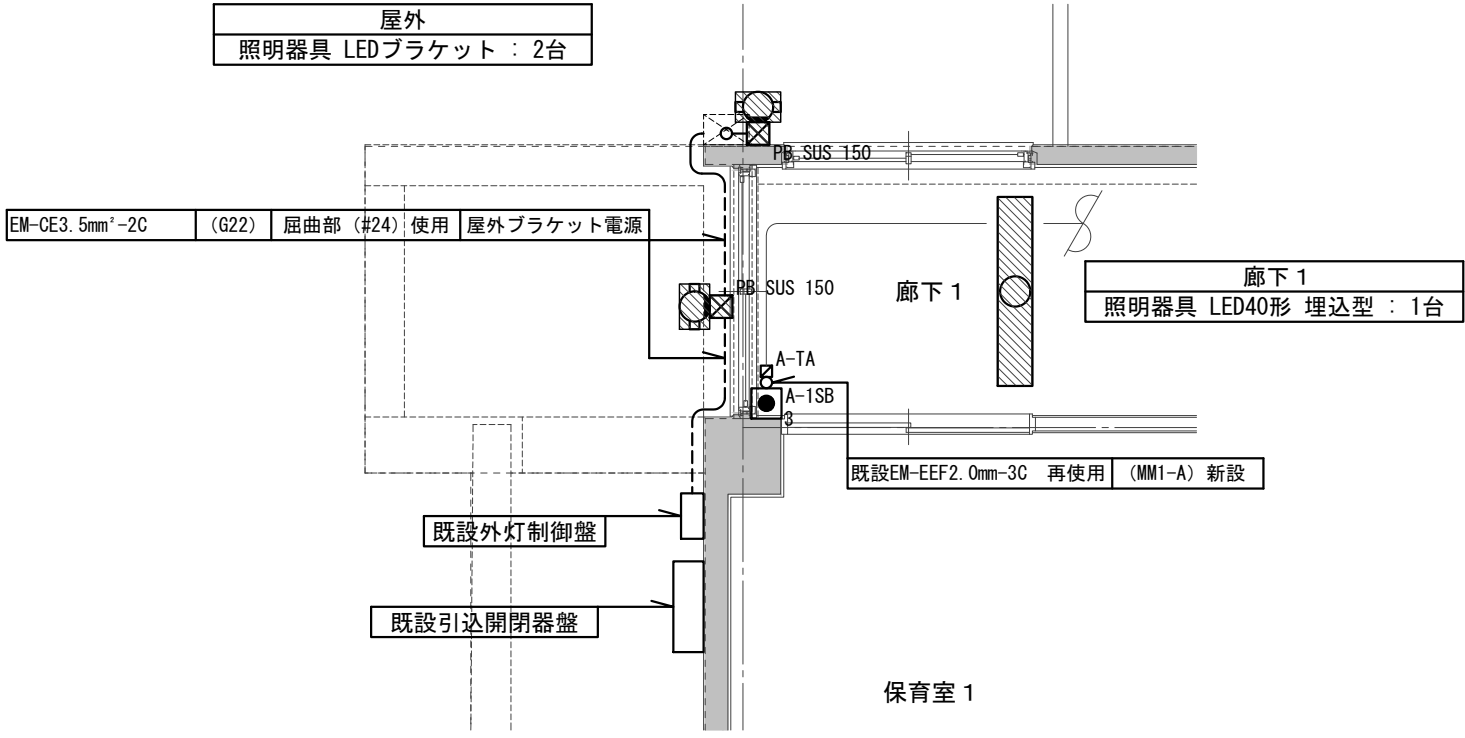 屋外
照明器具 LEDブラケット : 2台
PB SUS 150
EM-CE3.5mm²-2C (G22) 屈曲部 (#24) 使用 屋外ブラケット電源
PB SUS 150
廊下1
廊下1
照明器具 LED40形 埋込型 : 1台
A-TA
A-1SB
3
既設EM-EEF2.0mm-3C 再使用 (MM1-A) 新設
既設外灯制御盤
既設引込開閉器盤
保育室1